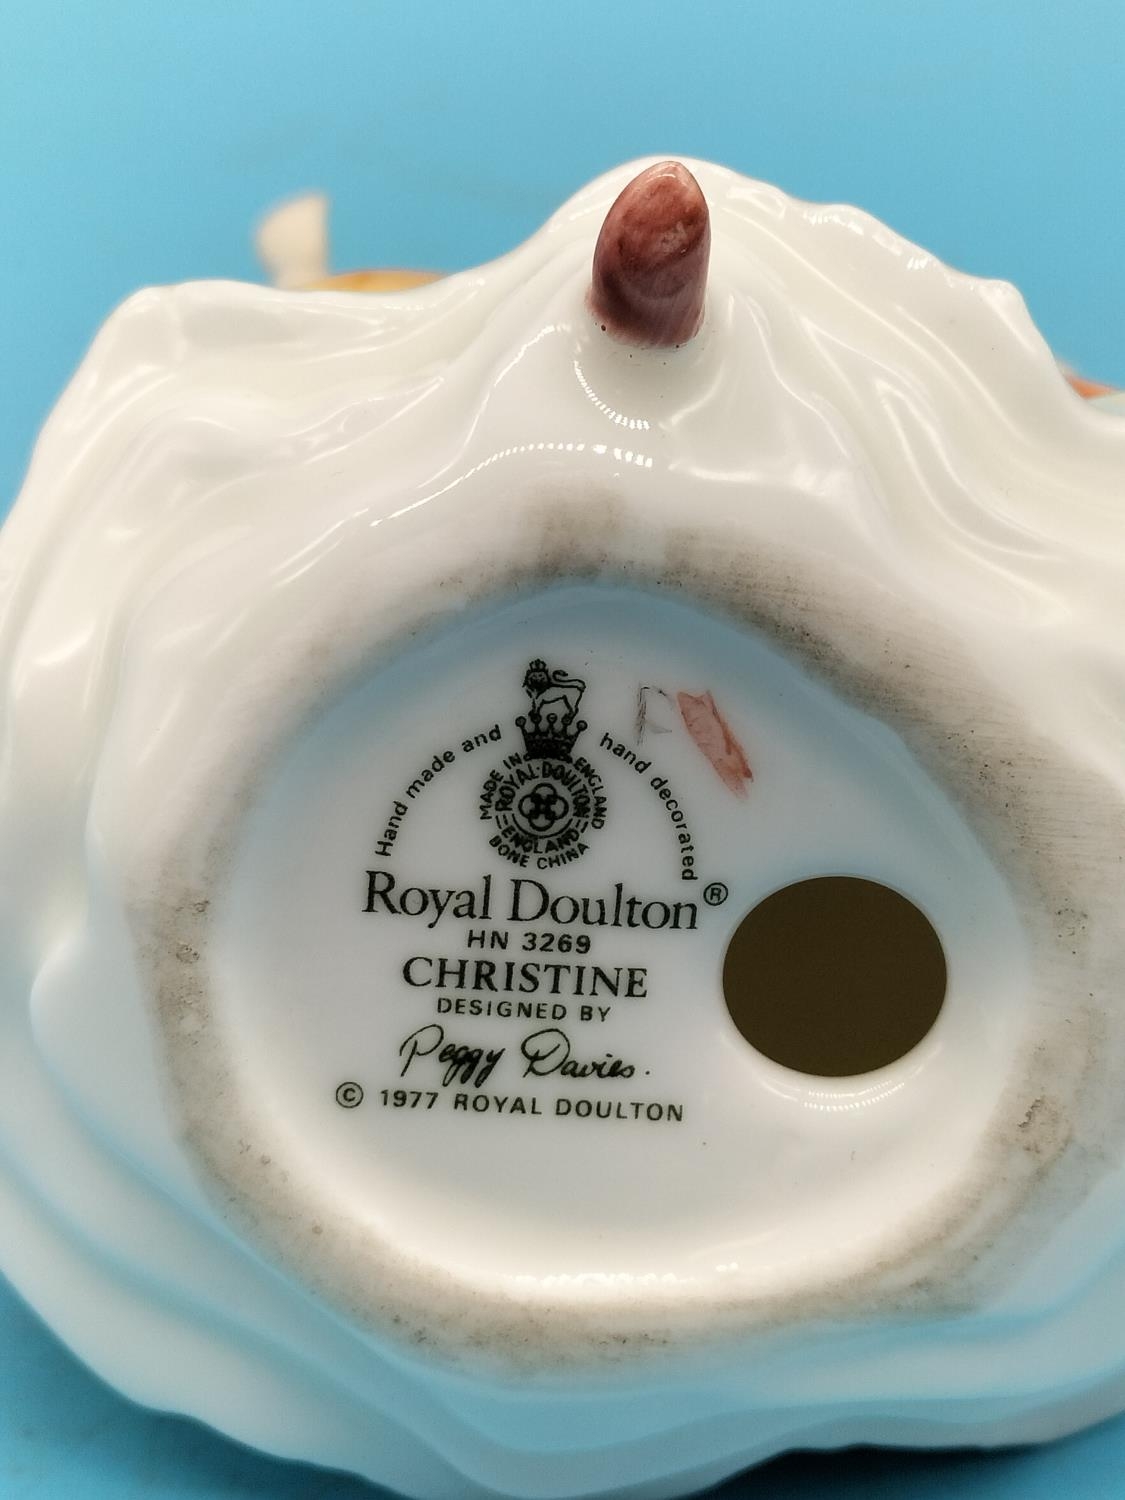 Hand made and hand decorated
MADE IN ENGLAND
ROYAL·DOULTON
ENGLAND
BONE CHINA
Royal Doulton®
HN 3269
CHRISTINE
DESIGNED BY
Peggy Davies.
© 1977 ROYAL DOULTON